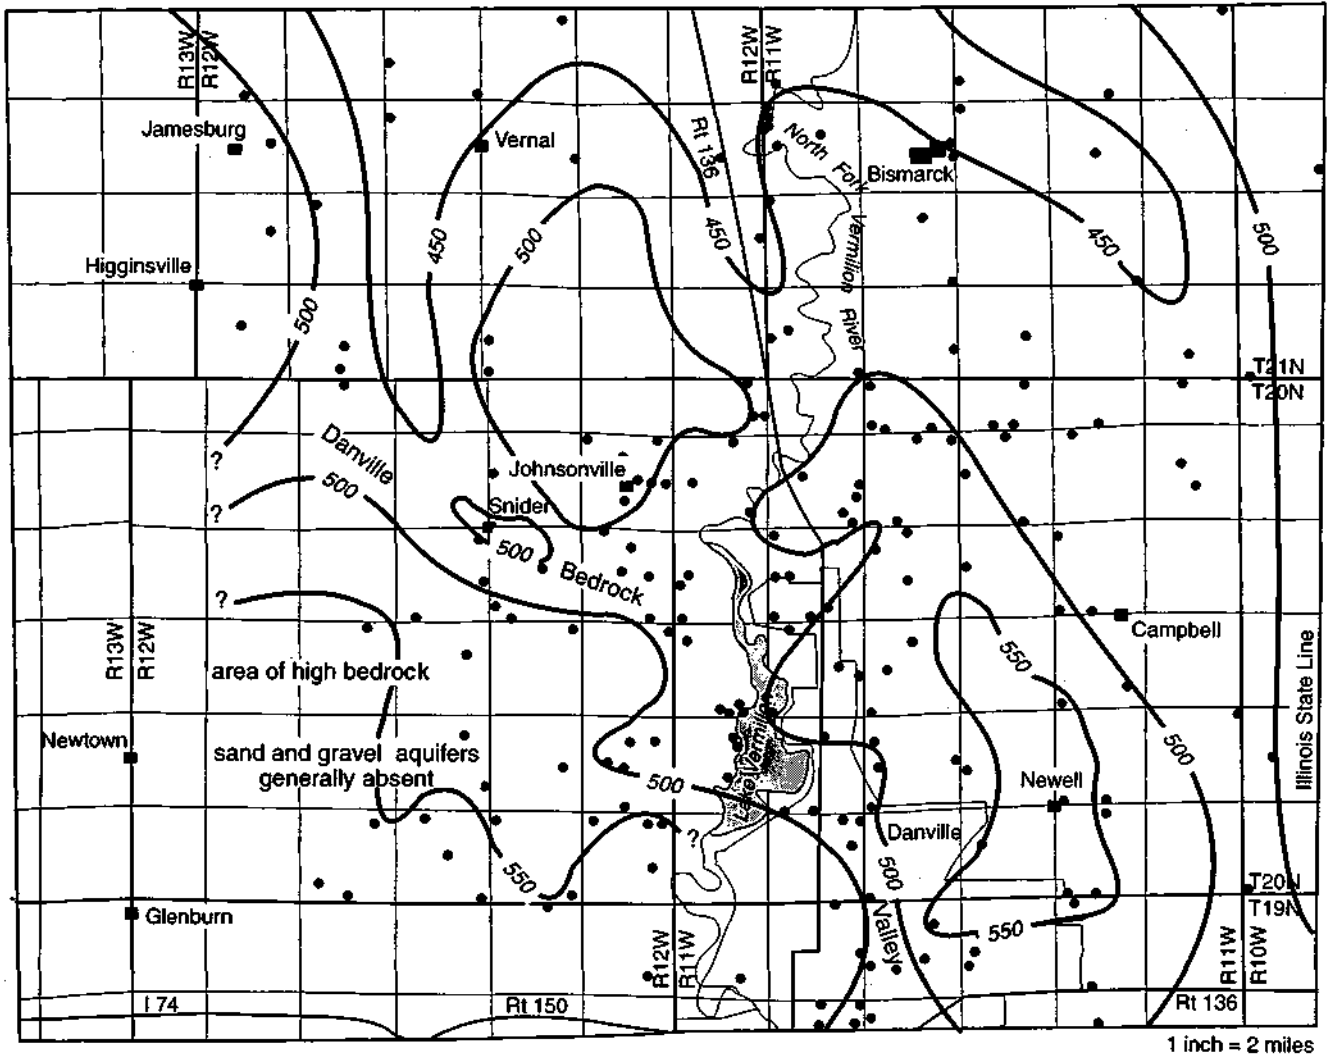 R13W
R12W
R12W
R11W
Jamesburg
Vernal
Rt 136
North Fork
Bismarck
450
500
450
Vermilion
450
500
Higginsville
500
River
T21N
T20N
?
Danville
500
Johnsonville
?
Snider
500
Bedrock
?
Campbell
R13W
R12W
area of high bedrock
550
Illinois State Line
Newtown
sand and gravel aquifers
generally absent
500
Lake Vermilion
500
Newell
?
Danville
550
500
T20N
T19N
Glenburn
Valley
550
R12W
R11W
R11W
R10W
I 74
Rt 150
Rt 136
1 inch = 2 miles